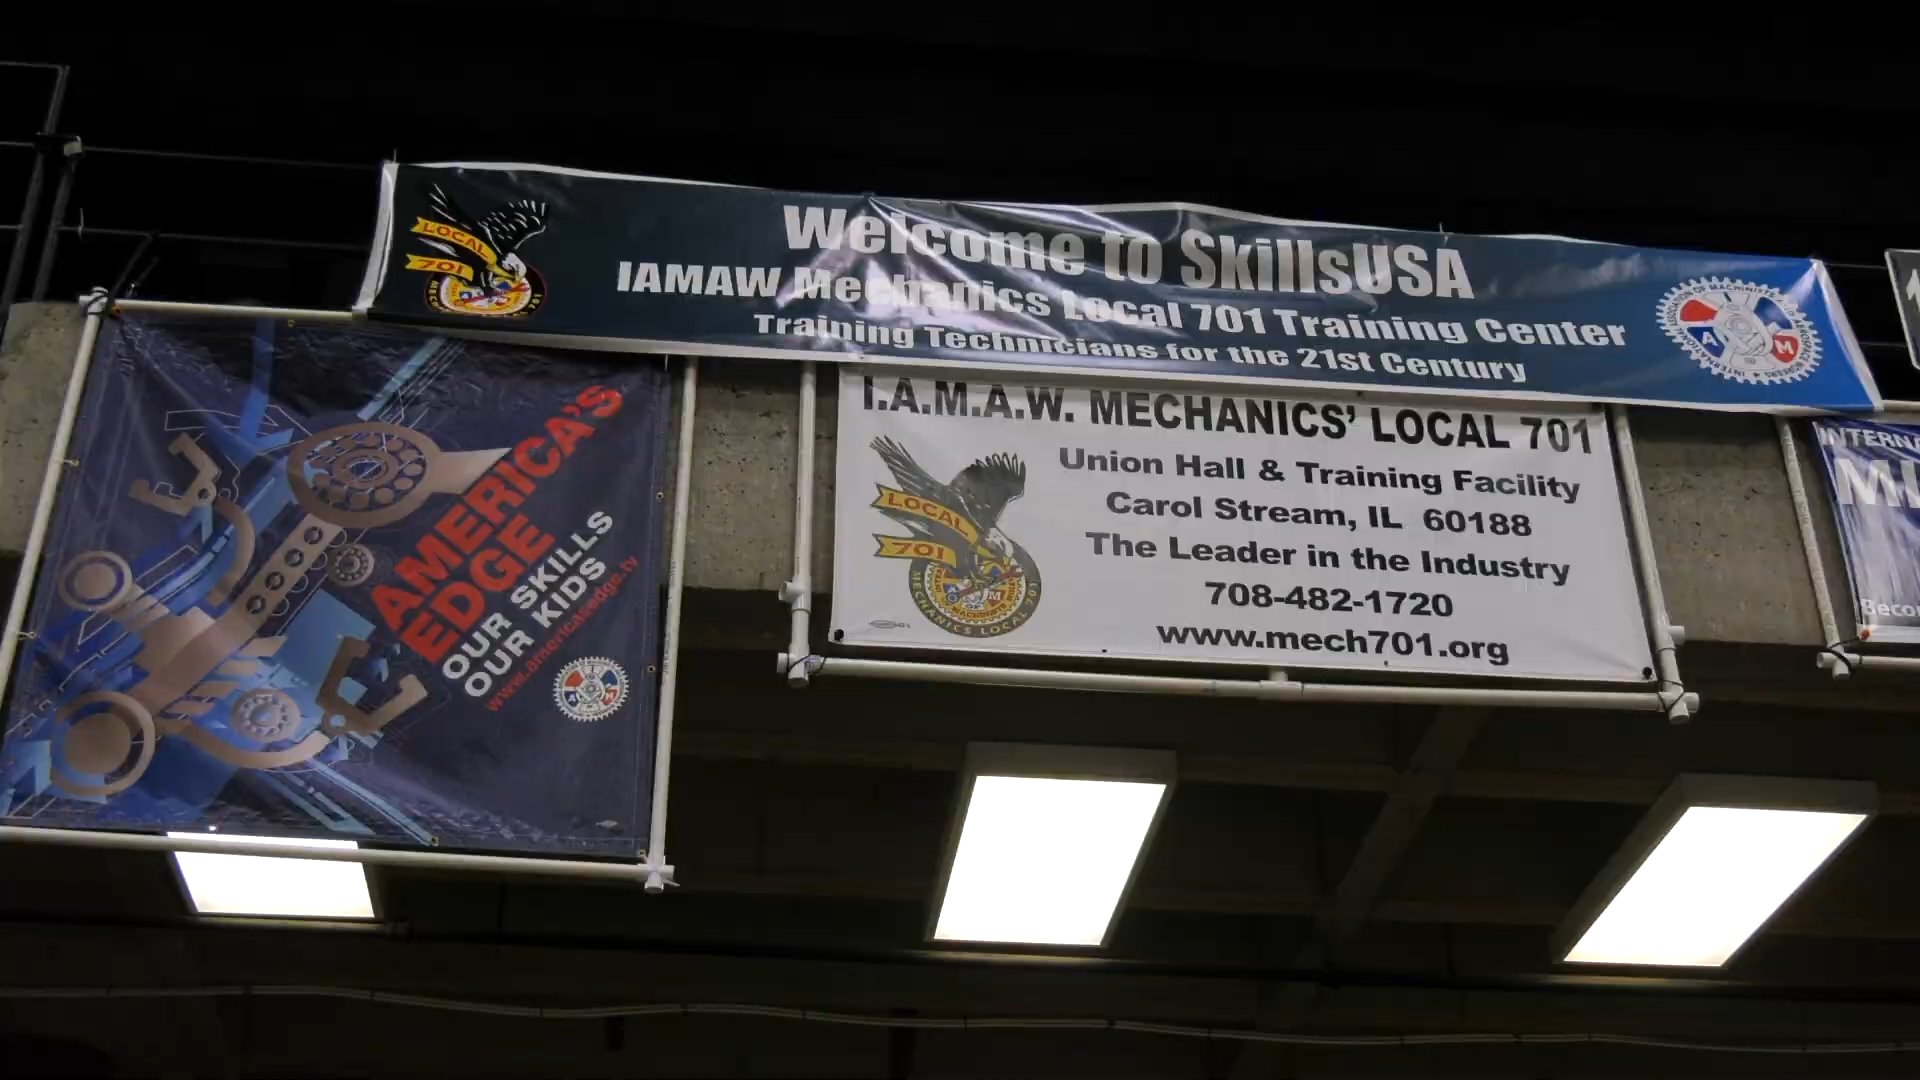 LOCAL
701
Welcome to SkillsUSA
IAMAW Mechanics Local 701 Training Center
Training Technicians for the 21st Century
AMERICA'S
EDGE
OUR SKILLS
OUR KIDS
www.americasedge.tv
I.A.M.A.W. MECHANICS' LOCAL 701
Union Hall & Training Facility
Carol Stream, IL 60188
The Leader in the Industry
708-482-1720
www.mech701.org
LOCAL
701
MECHANICS LOCAL 701
INTERNA